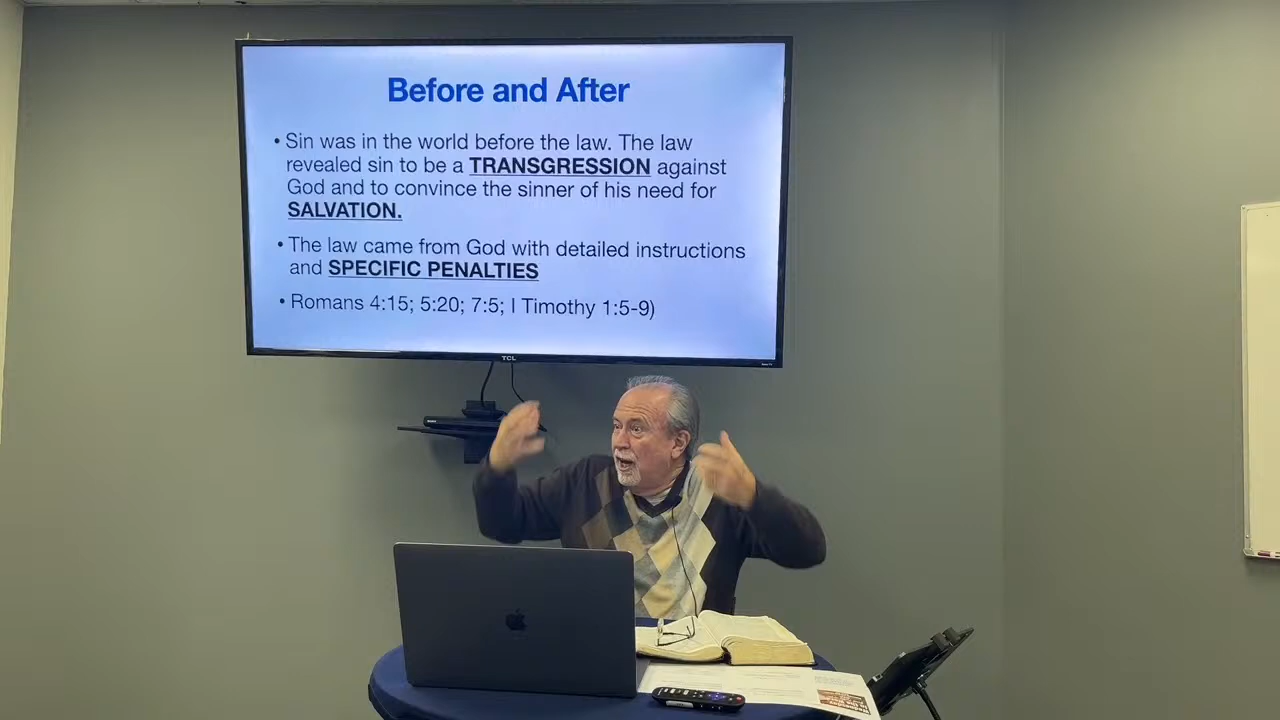 Before and After
• Sin was in the world before the law. The law
revealed sin to be a TRANSGRESSION against
God and to convince the sinner of his need for
SALVATION.
• The law came from God with detailed instructions
and SPECIFIC PENALTIES
• Romans 4:15; 5:20; 7:5; I Timothy 1:5-9)
TCL